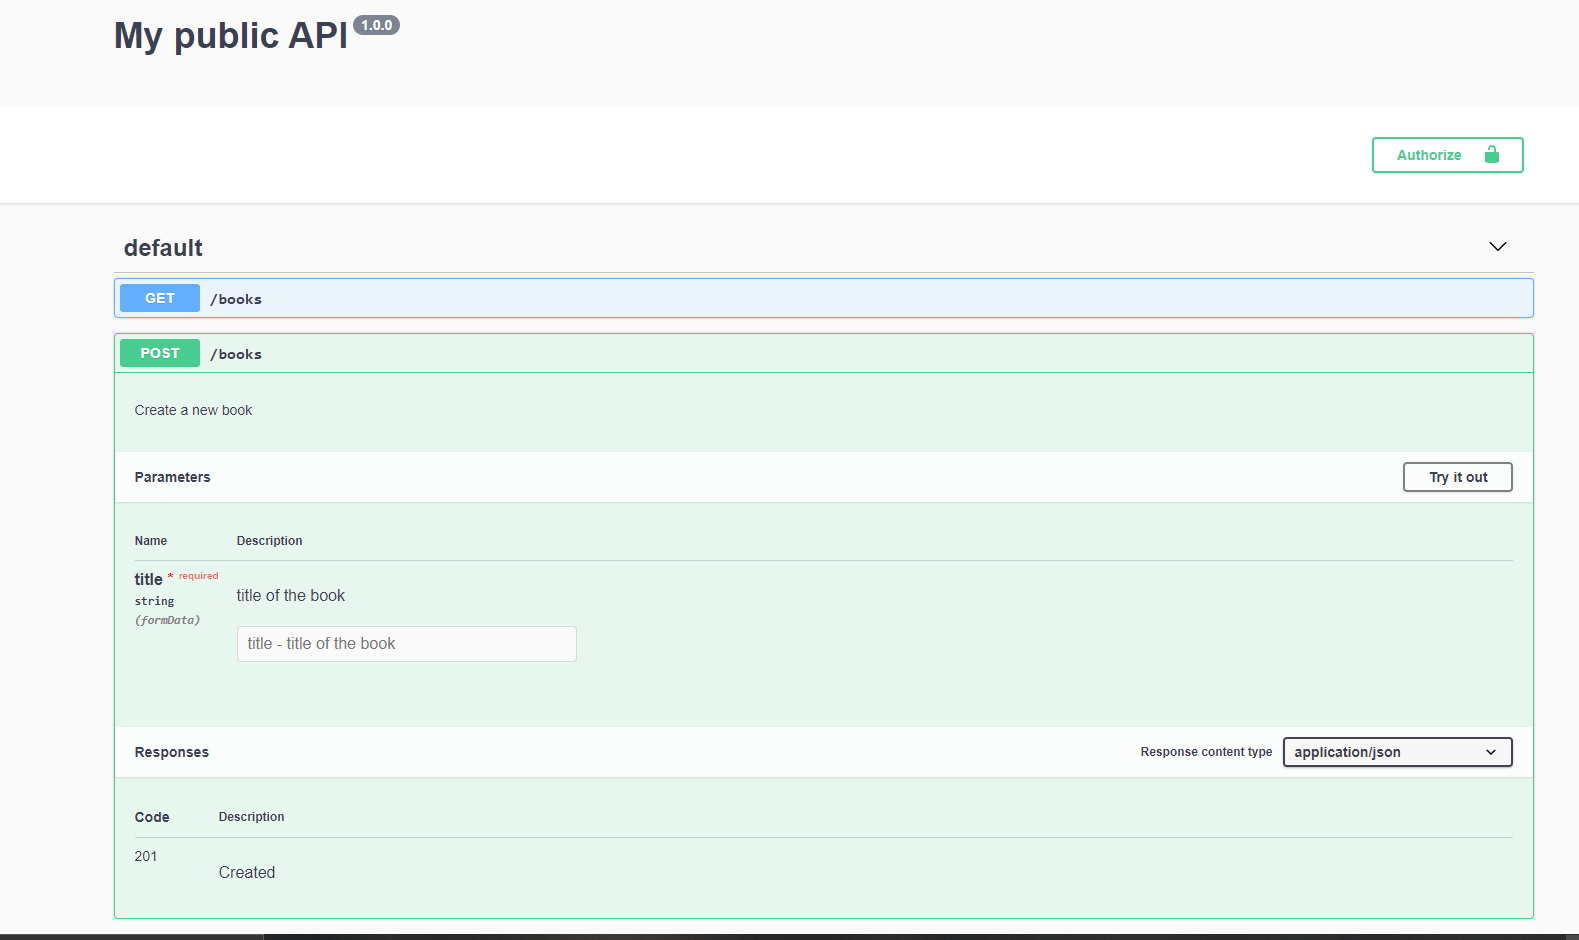 My public API 1.0.0
Authorize
default
GET /books
POST /books
Create a new book
Parameters Try it out
Name Description
title * required
string
(formData)
title of the book
title - title of the book
Responses Response content type application/json
Code Description
201
Created